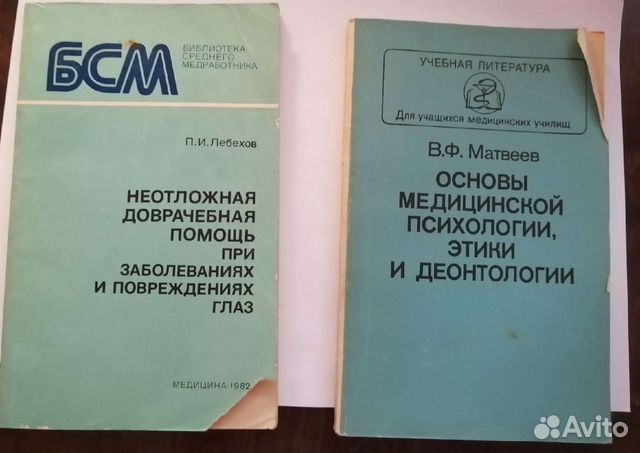 БСМ
БИБЛИОТЕКА
СРЕДНЕГО
МЕДРАБОТНИКА
П.И.Лебехов
НЕОТЛОЖНАЯ
ДОВРАЧЕБНАЯ
ПОМОЩЬ
ПРИ
ЗАБОЛЕВАНИЯХ
И ПОВРЕЖДЕНИЯХ
ГЛАЗ
МЕДИЦИНА·1982
УЧЕБНАЯ ЛИТЕРАТУРА
Для учащихся медицинских училищ
В.Ф. Матвеев
ОСНОВЫ
МЕДИЦИНСКОЙ
ПСИХОЛОГИИ,
ЭТИКИ
И ДЕОНТОЛОГИИ
Avito